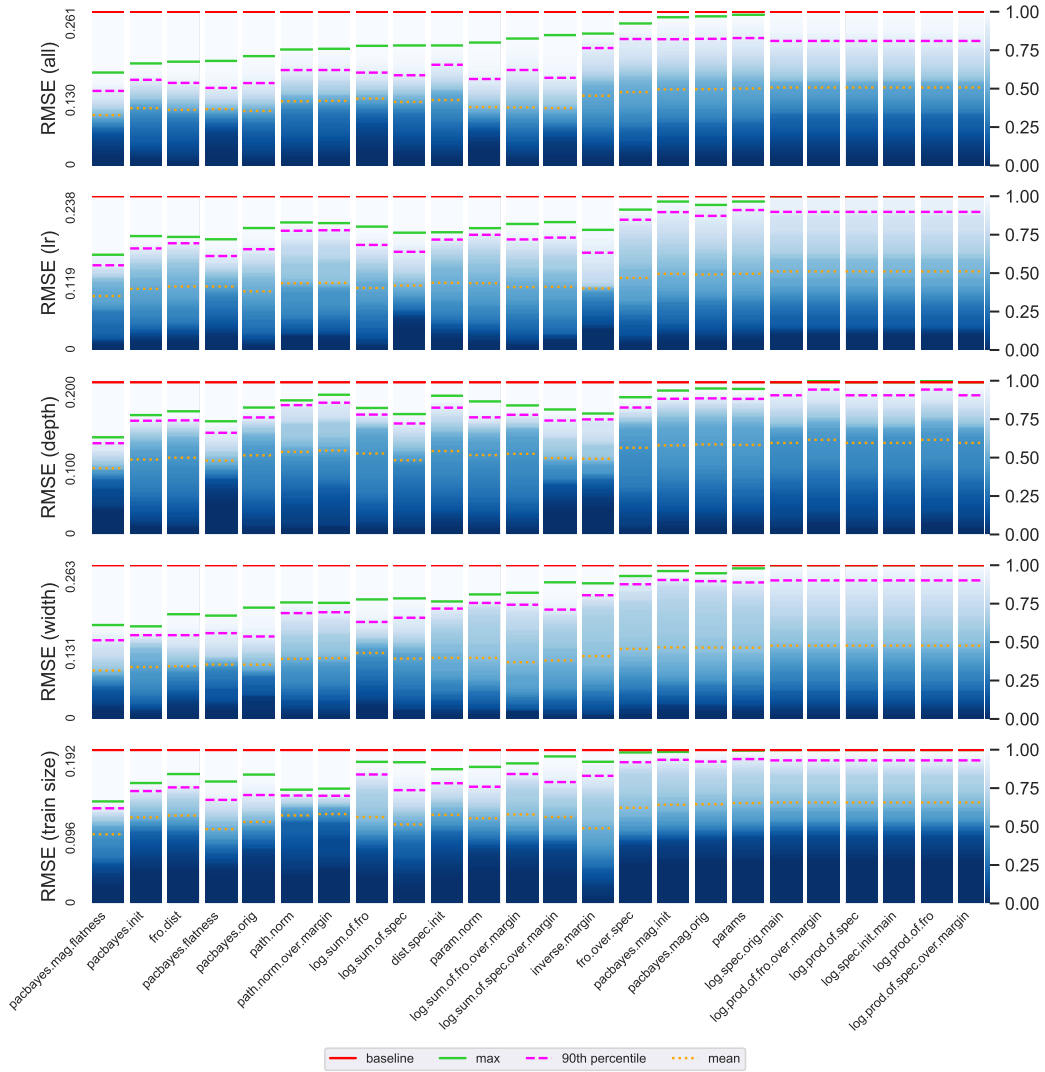 RMSE (all)
0.261
0.130
0
1.00
0.75
0.50
0.25
0.00
RMSE (lr)
0.238
0.119
0
1.00
0.75
0.50
0.25
0.00
RMSE (depth)
0.200
0.100
0
1.00
0.75
0.50
0.25
0.00
RMSE (width)
0.263
0.131
0
1.00
0.75
0.50
0.25
0.00
RMSE (train size)
0.192
0.096
0
1.00
0.75
0.50
0.25
0.00
pacbayes.mag.flatness
pacbayes.init
fro.dist
pacbayes.flatness
pacbayes.orig
path.norm
path.norm.over.margin
log.sum.of.fro
log.sum.of.spec
dist.spec.init
param.norm
log.sum.of.fro.over.margin
log.sum.of.spec.over.margin
inverse.margin
fro.over.spec
pacbayes.mag.init
pacbayes.mag.orig
params
log.spec.orig.main
log.prod.of.fro.over.margin
log.prod.of.spec
log.spec.init.main
log.prod.of.fro
log.prod.of.spec.over.margin
baseline
max
90th percentile
mean